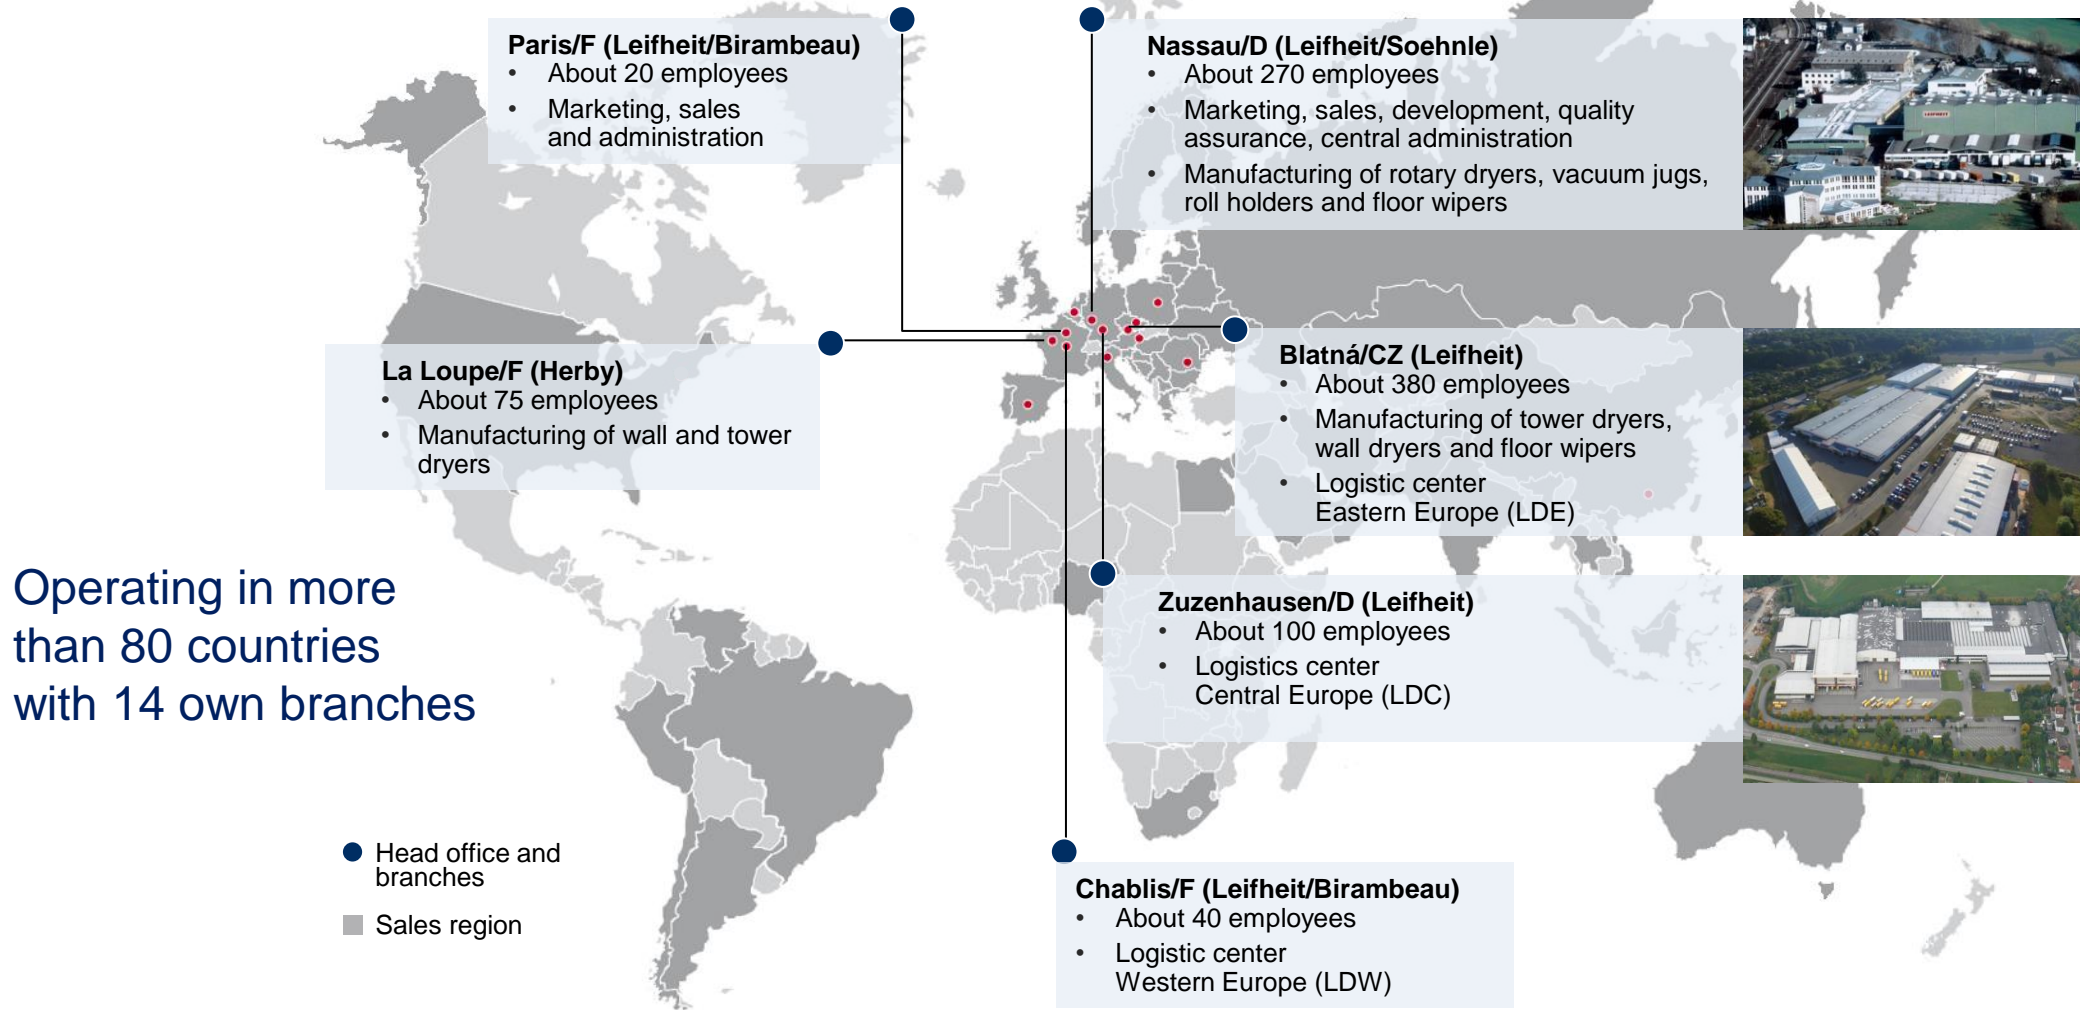 Paris/F (Leifheit/Birambeau)
• About 20 employees
• Marketing, sales
and administration
Nassau/D (Leifheit/Soehnle)
• About 270 employees
• Marketing, sales, development, quality
assurance, central administration
• Manufacturing of rotary dryers, vacuum jugs,
roll holders and floor wipers
LEIFHEIT
La Loupe/F (Herby)
• About 75 employees
• Manufacturing of wall and tower
dryers
Blatná/CZ (Leifheit)
• About 380 employees
• Manufacturing of tower dryers,
wall dryers and floor wipers
• Logistic center
Eastern Europe (LDE)
Operating in more
than 80 countries
with 14 own branches
Zuzenhausen/D (Leifheit)
• About 100 employees
• Logistics center
Central Europe (LDC)
Head office and
branches
Sales region
Chablis/F (Leifheit/Birambeau)
• About 40 employees
• Logistic center
Western Europe (LDW)